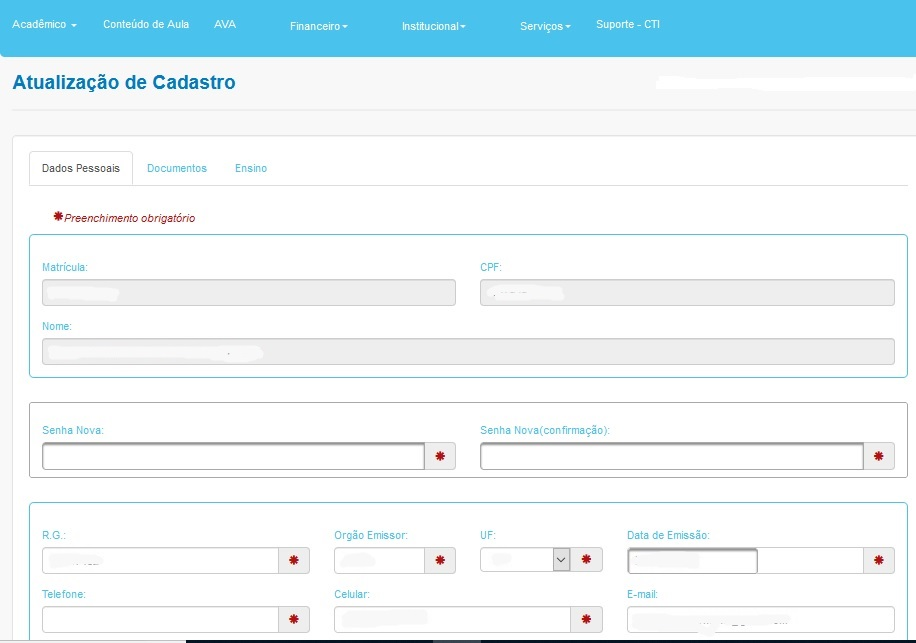 Acadêmico Conteúdo de Aula AVA Financeiro Institucional Serviços Suporte - CTI
Atualização de Cadastro
Dados Pessoais Documentos Ensino
✱Preenchimento obrigatório
Matrícula: CPF:
Nome:
Senha Nova: Senha Nova(confirmação):
✱ ✱
R.G.: Orgão Emissor: UF: Data de Emissão:
✱ ✱ ✱ ✱
Telefone: Celular: E-mail:
✱ ✱